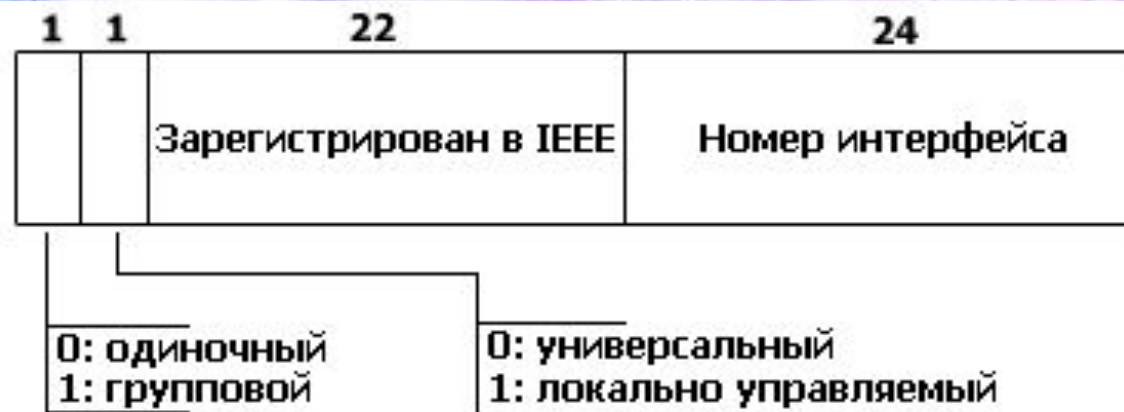 1 1 22 24
Зарегистрирован в IEEE Номер интерфейса
0: одиночный 0: универсальный
1: групповой 1: локально управляемый